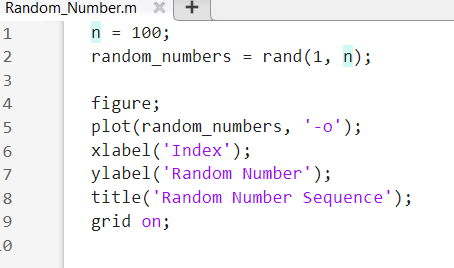 Random_Number.m × +
1 n = 100;
2 random_numbers = rand(1, n);
3
4 figure;
5 plot(random_numbers, '-o');
6 xlabel('Index');
7 ylabel('Random Number');
8 title('Random Number Sequence');
9 grid on;
0